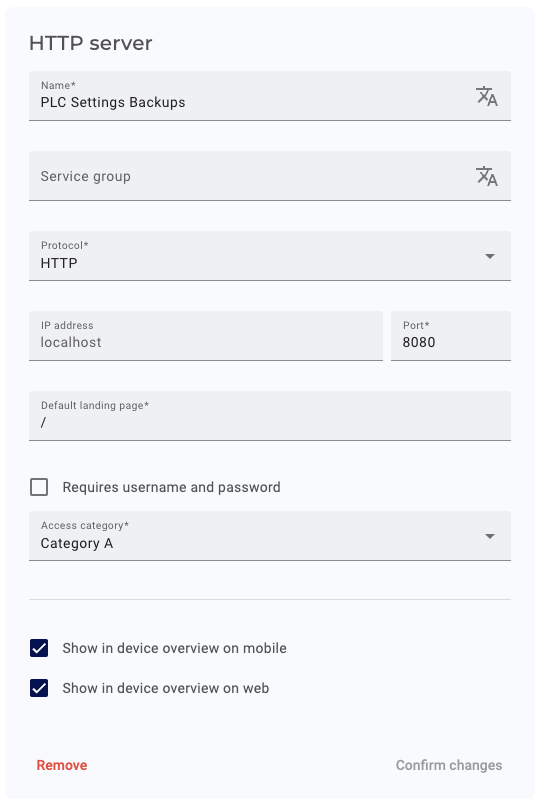 HTTP server
Name*
PLC Settings Backups
Service group
Protocol*
HTTP
IP address
localhost
Port*
8080
Default landing page*
/
Requires username and password
Access category*
Category A
Show in device overview on mobile
Show in device overview on web
Remove
Confirm changes